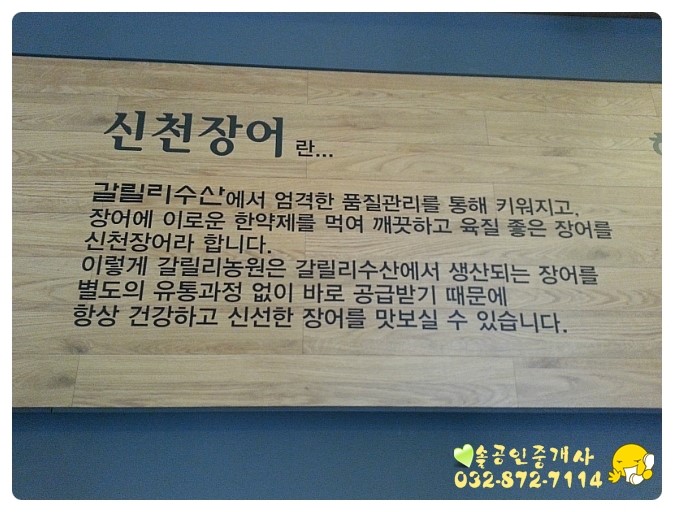 신천장어 란...
갈릴리수산에서 엄격한 품질관리를 통해 키워지고,
장어에 이로운 한약제를 먹여 깨끗하고 육질 좋은 장어를
신천장어라 합니다.
이렇게 갈릴리농원은 갈릴리수산에서 생산되는 장어를
별도의 유통과정 없이 바로 공급받기 때문에
항상 건강하고 신선한 장어를 맛보실 수 있습니다.
솣공인중개사
032-872-7114